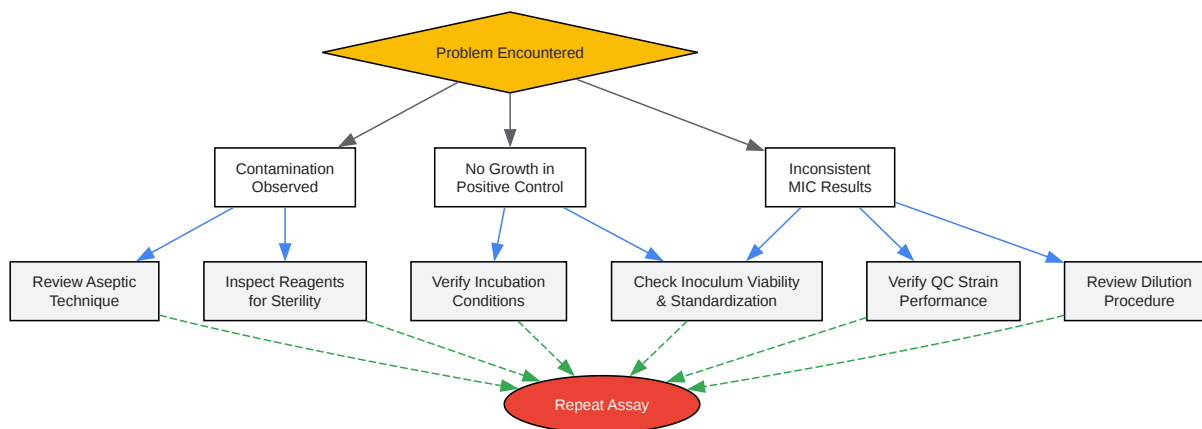 Problem Encountered
Contamination
Observed
No Growth in
Positive Control
Inconsistent
MIC Results
Review Aseptic
Technique
Inspect Reagents
for Sterility
Verify Incubation
Conditions
Check Inoculum Viability
& Standardization
Verify QC Strain
Performance
Review Dilution
Procedure
Repeat Assay